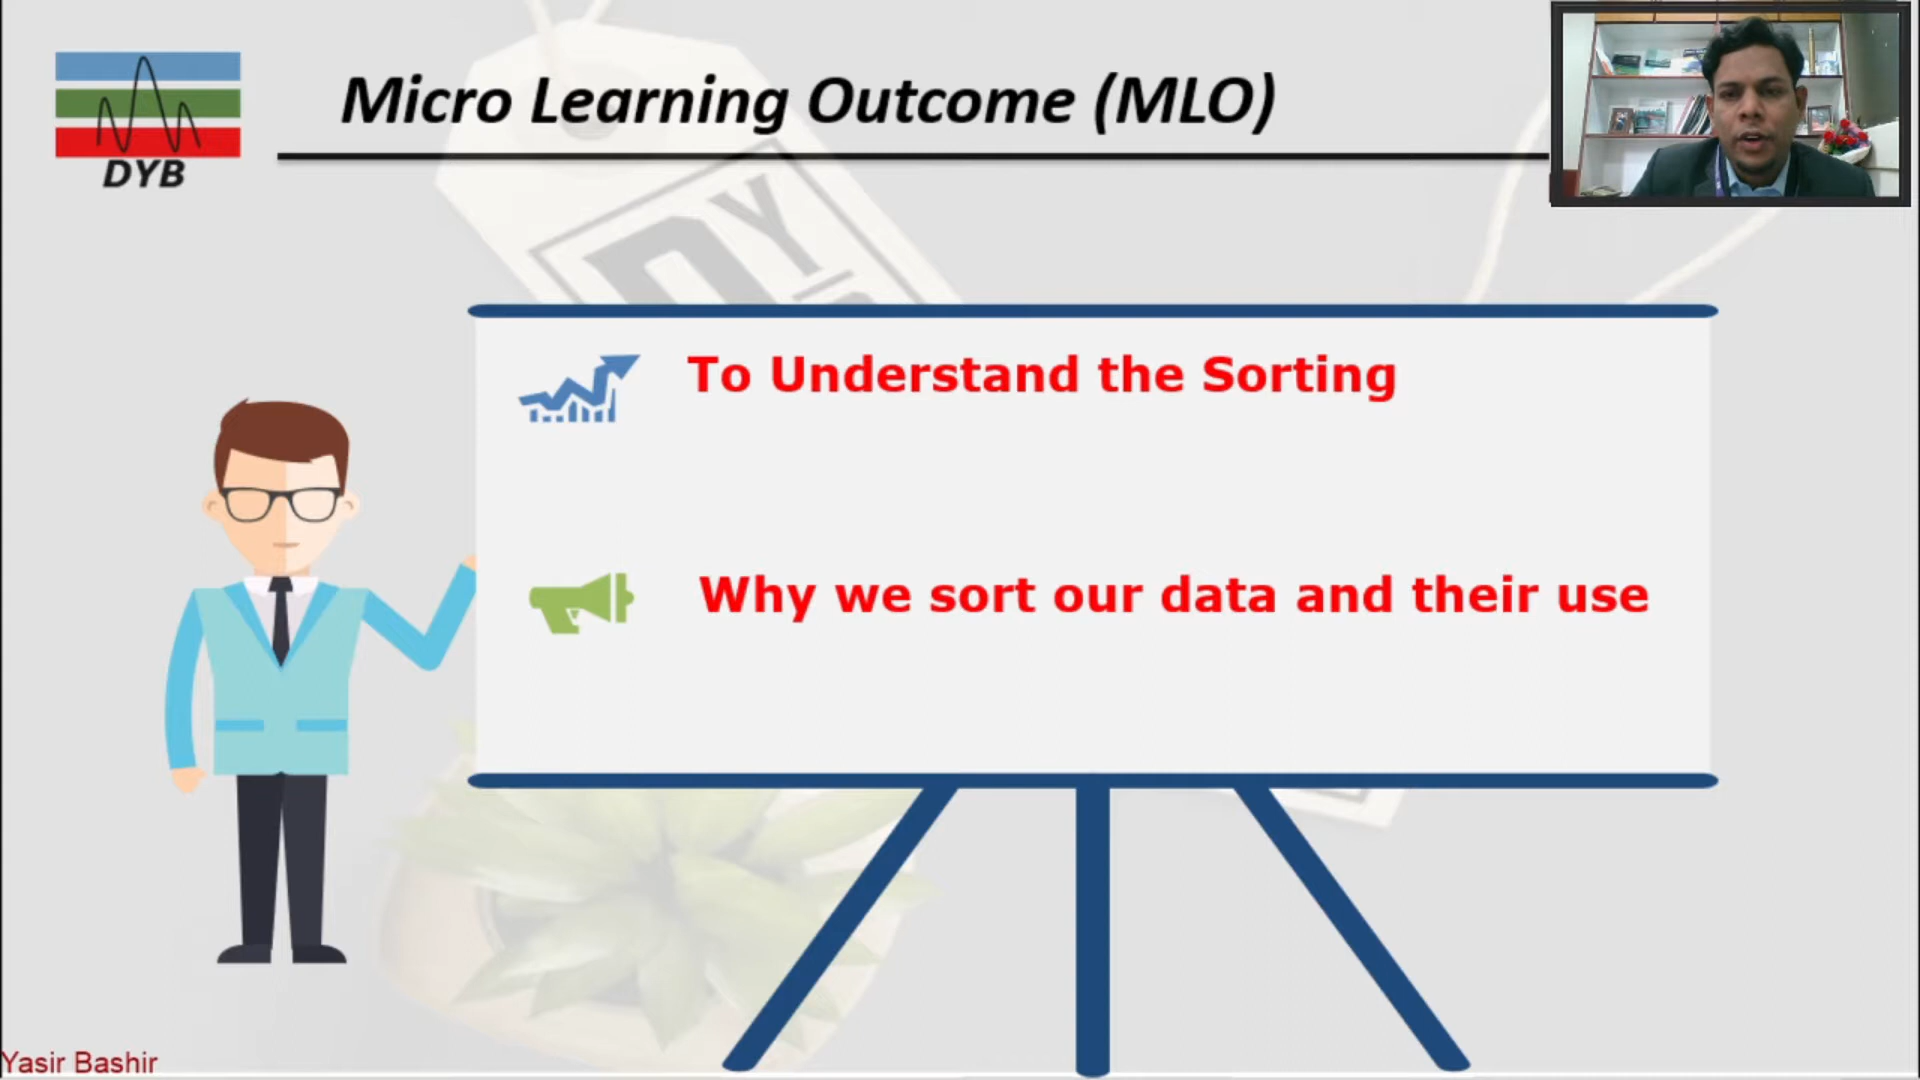 Micro Learning Outcome (MLO)
DYB
To Understand the Sorting
Why we sort our data and their use
Yasir Bashir